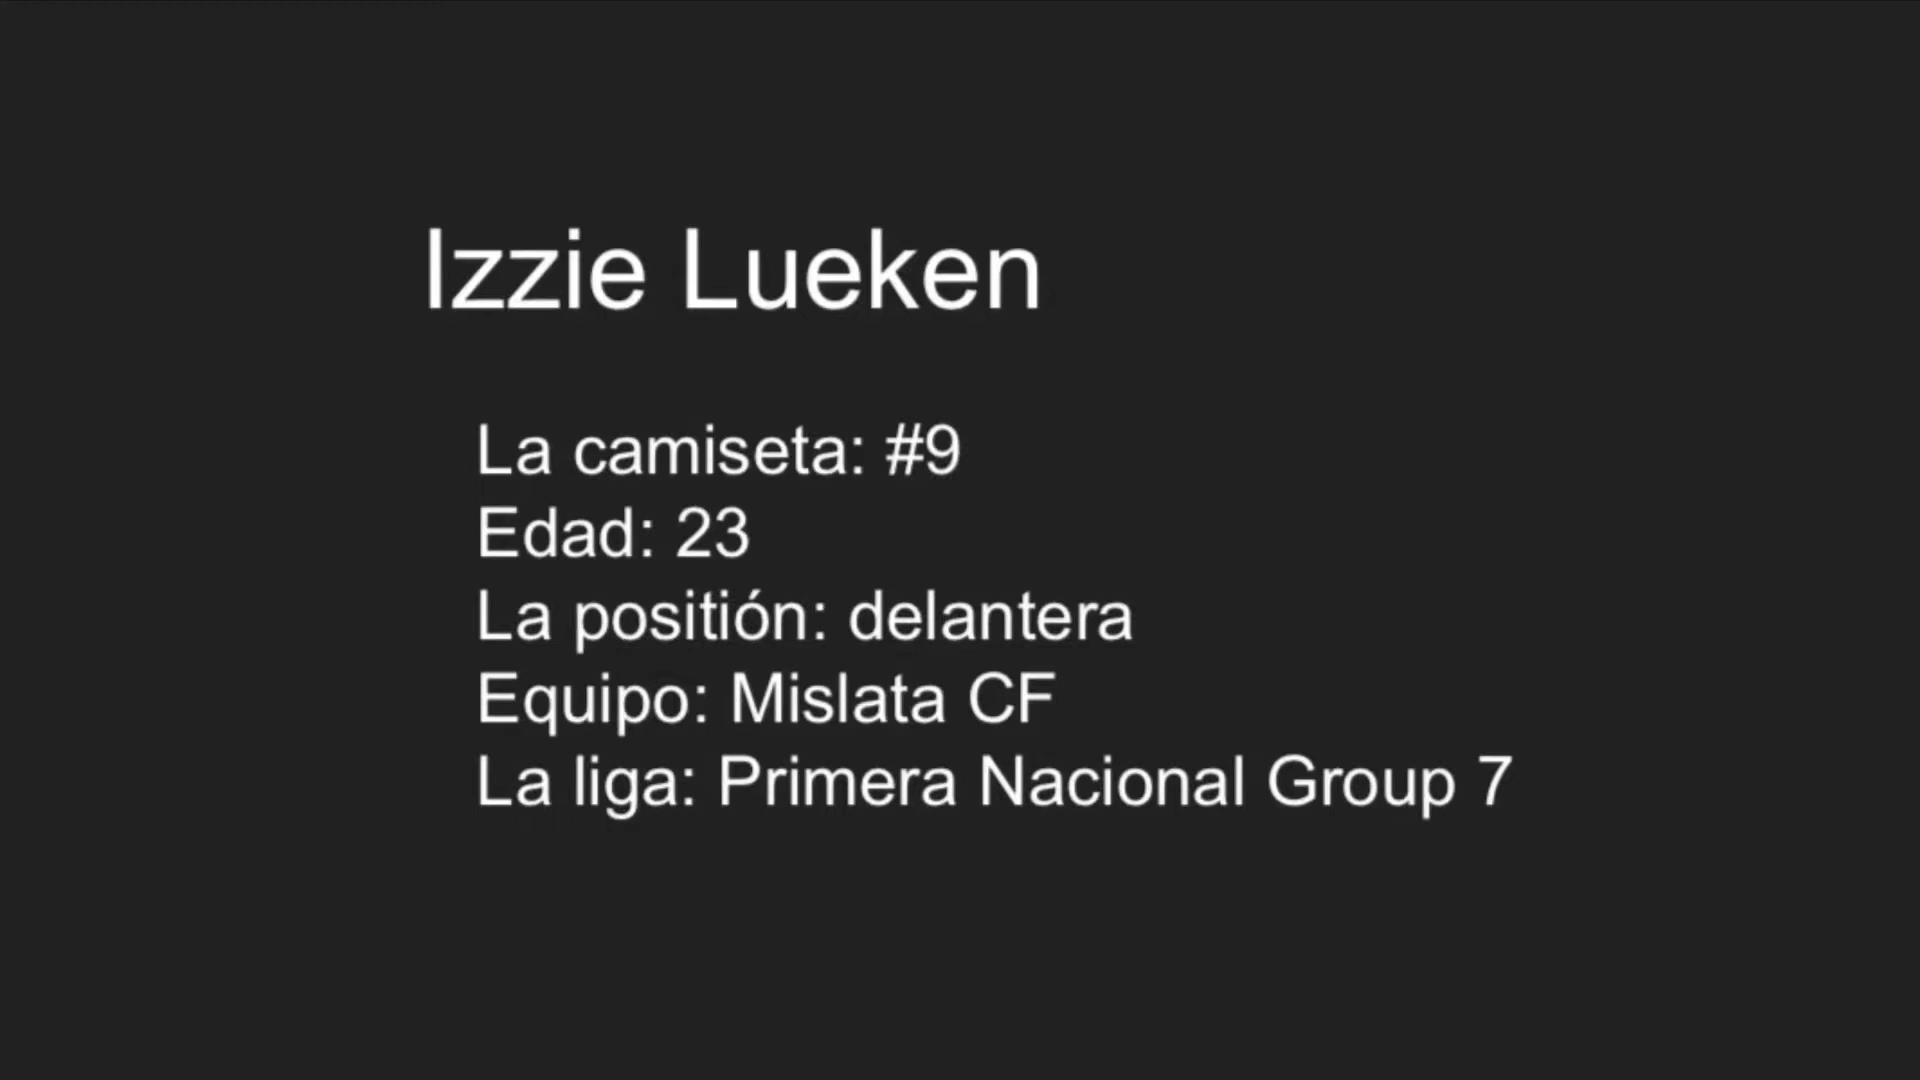 Izzie Lueken
La camiseta: #9
Edad: 23
La positión: delantera
Equipo: Mislata CF
La liga: Primera Nacional Group 7